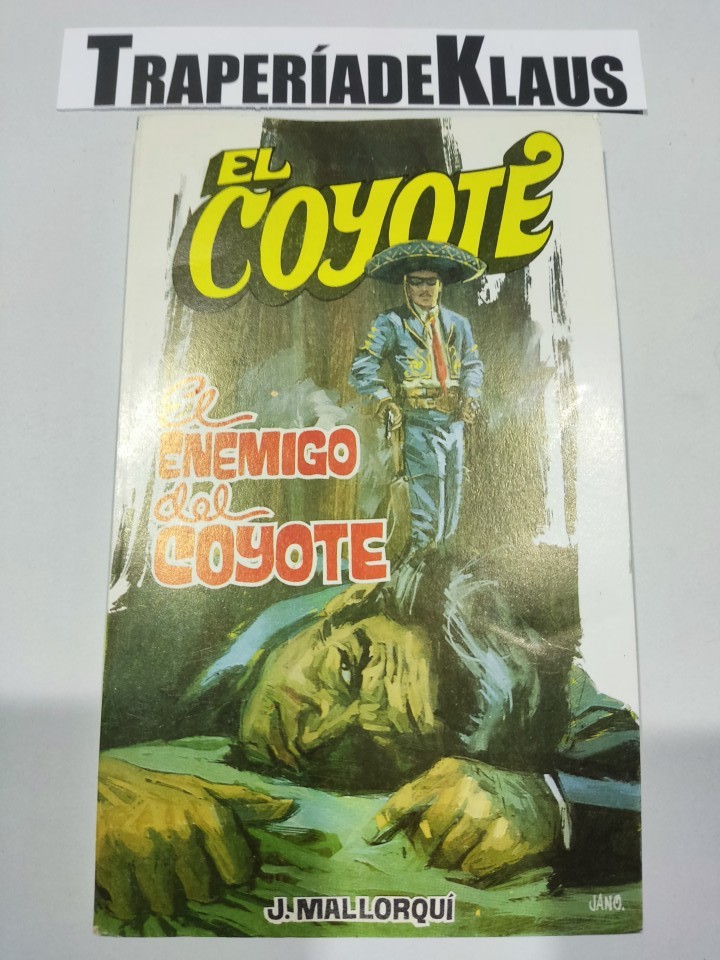 TRAPERÍADEKLAUS
EL
COYOTE
El
ENEMIGO
del
COYOTE
J. MALLORQUÍ
JANO.